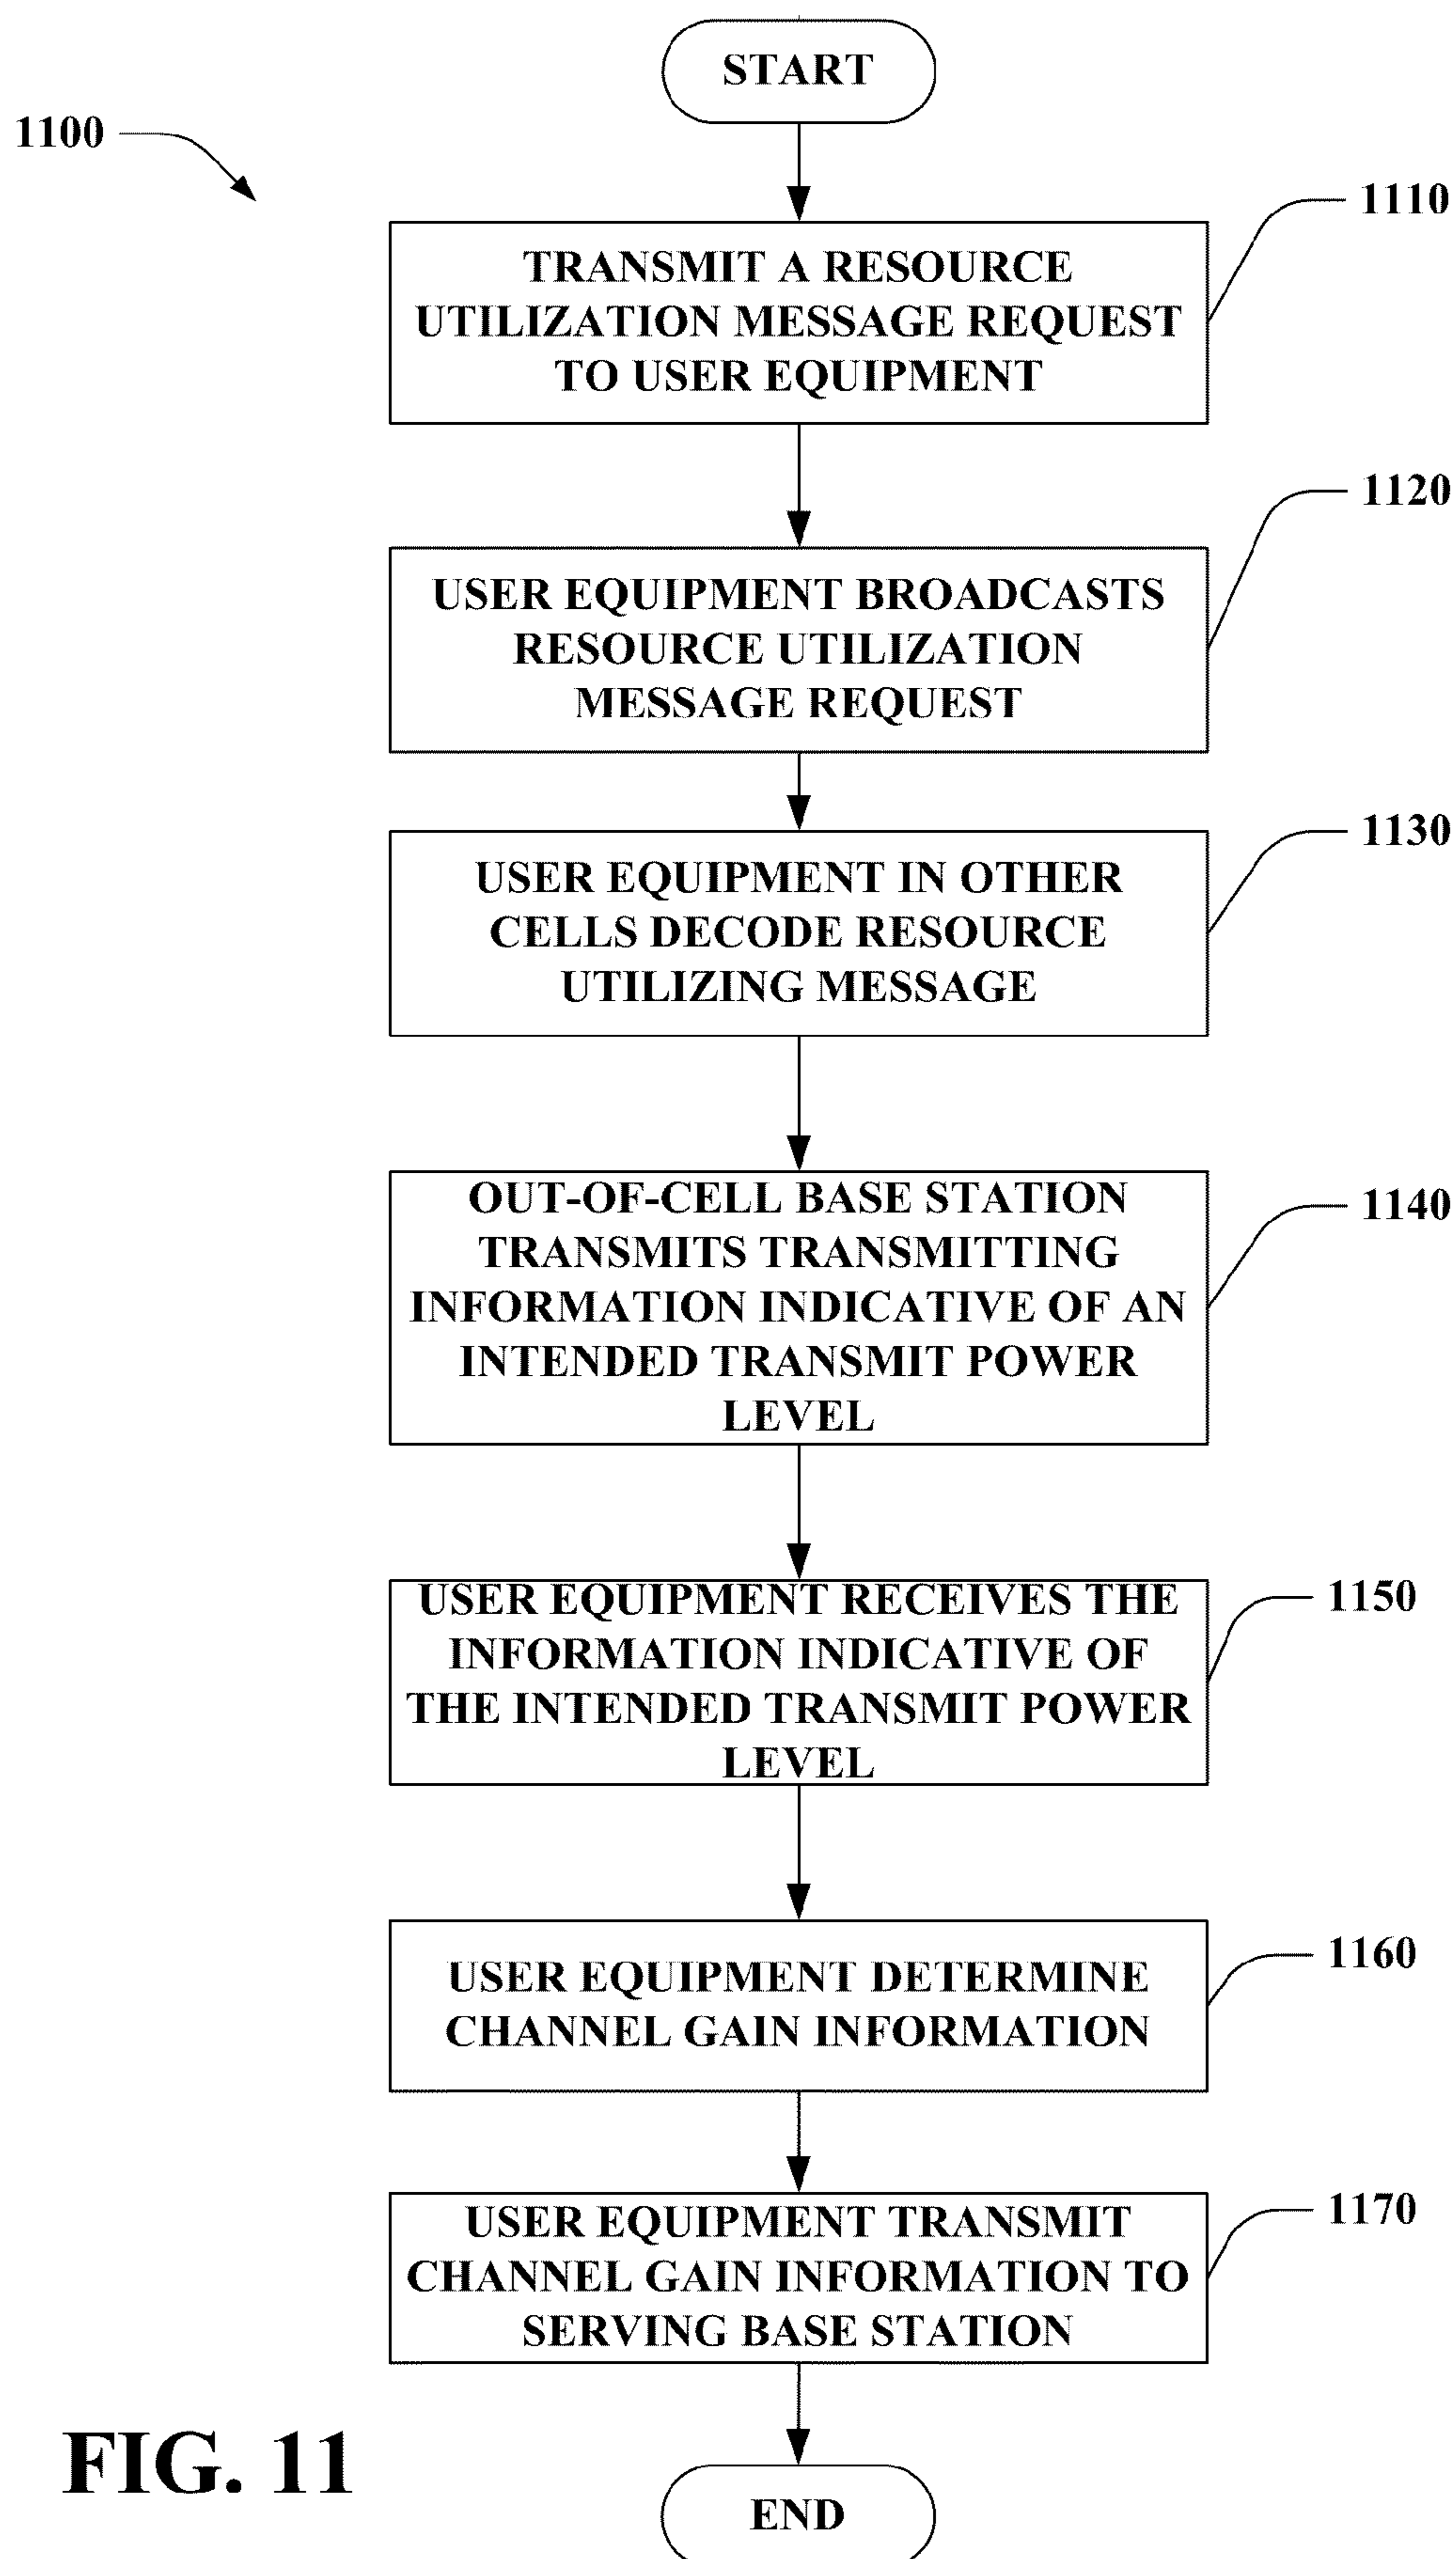 START
1100
1110
TRANSMIT A RESOURCE
UTILIZATION MESSAGE REQUEST
TO USER EQUIPMENT
1120
USER EQUIPMENT BROADCASTS
RESOURCE UTILIZATION
MESSAGE REQUEST
1130
USER EQUIPMENT IN OTHER
CELLS DECODE RESOURCE
UTILIZING MESSAGE
1140
OUT-OF-CELL BASE STATION
TRANSMITS TRANSMITTING
INFORMATION INDICATIVE OF AN
INTENDED TRANSMIT POWER
LEVEL
1150
USER EQUIPMENT RECEIVES THE
INFORMATION INDICATIVE OF
THE INTENDED TRANSMIT POWER
LEVEL
1160
USER EQUIPMENT DETERMINE
CHANNEL GAIN INFORMATION
1170
USER EQUIPMENT TRANSMIT
CHANNEL GAIN INFORMATION TO
SERVING BASE STATION
FIG. 11
END